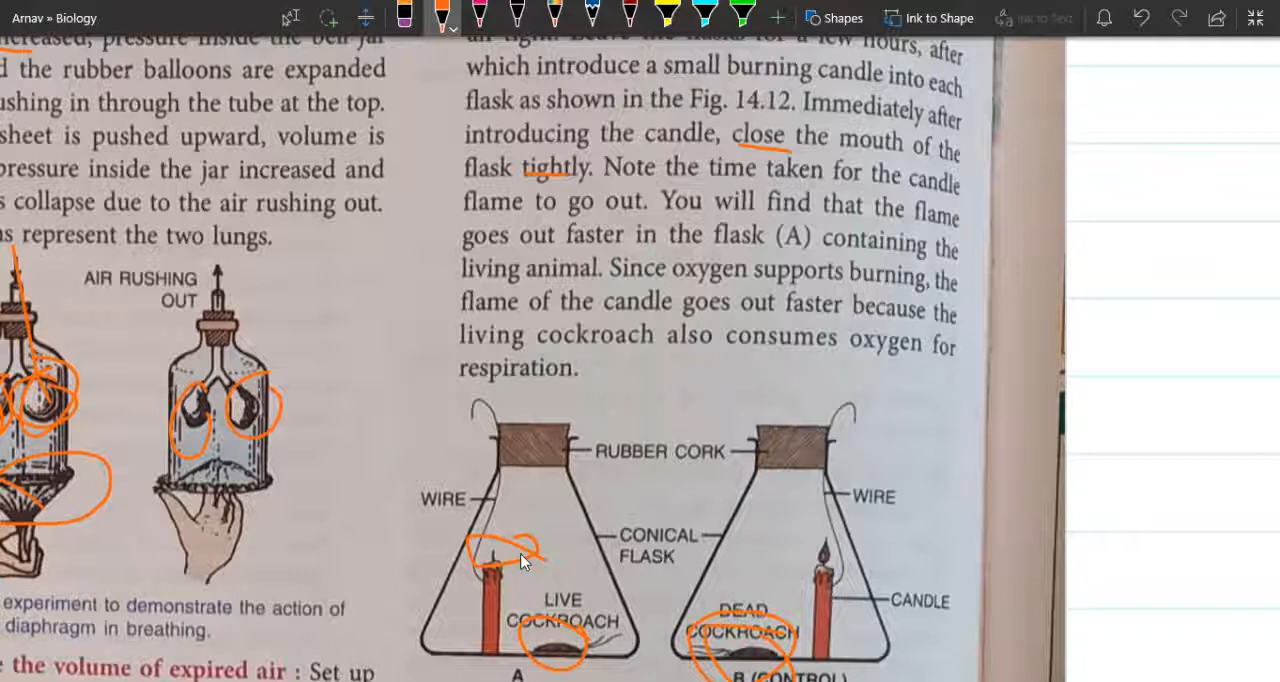 Arnav » Biology
Shapes
Ink to Shape
Ink to Text
increased, pressure inside the bell jar
the rubber balloons are expanded
ushing in through the tube at the top.
sheet is pushed upward, volume is
pressure inside the jar increased and
s collapse due to the air rushing out.
ns represent the two lungs.
AIR RUSHING
OUT
experiment to demonstrate the action of
diaphragm in breathing.
the volume of expired air : Set up
few hours, after
which introduce a small burning candle into each
flask as shown in the Fig. 14.12. Immediately after
introducing the candle, close the mouth of the
flask tightly. Note the time taken for the candle
flame to go out. You will find that the flame
goes out faster in the flask (A) containing the
living animal. Since oxygen supports burning, the
flame of the candle goes out faster because the
living cockroach also consumes oxygen for
respiration.
RUBBER CORK
WIRE
WIRE
CONICAL
FLASK
LIVE
COCKROACH
DEAD
COCKROACH
CANDLE
A
B (CONTROL)